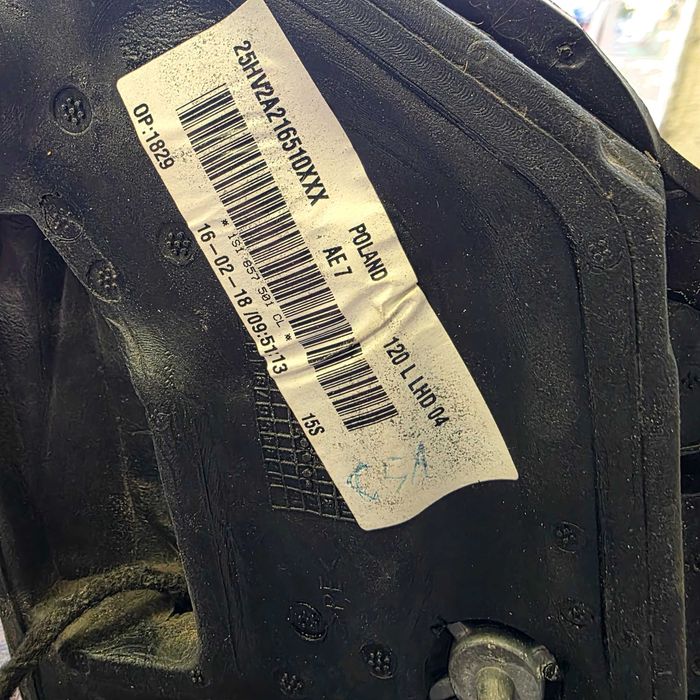 25HV2A216510XXX
OP:1829
POLAND
AE 7
* 1S1 857 501 CL *
16-02-18 /09:51:13
120 L LHD 04
15S